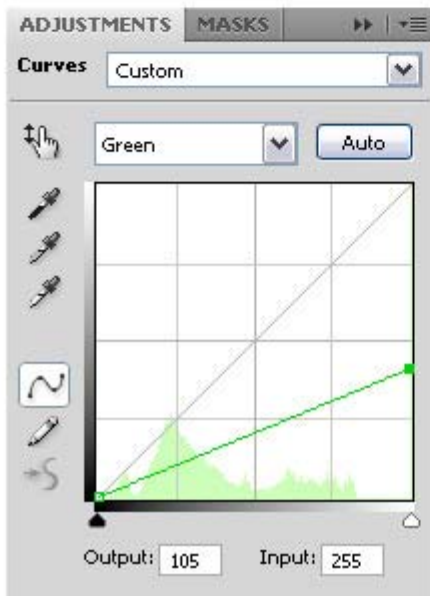 ADJUSTMENTS MASKS
Curves Custom
Green Auto
Output: 105 Input: 255